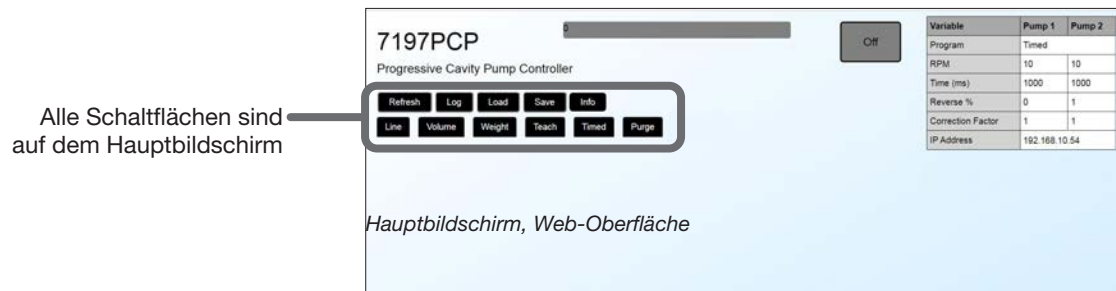 Alle Schaltflächen sind
auf dem Hauptbildschirm
7197PCP
Progressive Cavity Pump Controller
0
Off
Refresh Log Load Save Info
Line Volume Weight Teach Timed Purge
Variable Pump 1 Pump 2
Program Timed
RPM 10 10
Time (ms) 1000 1000
Reverse % 0 1
Correction Factor 1 1
IP Address 192.168.10.54
Hauptbildschirm, Web-Oberfläche